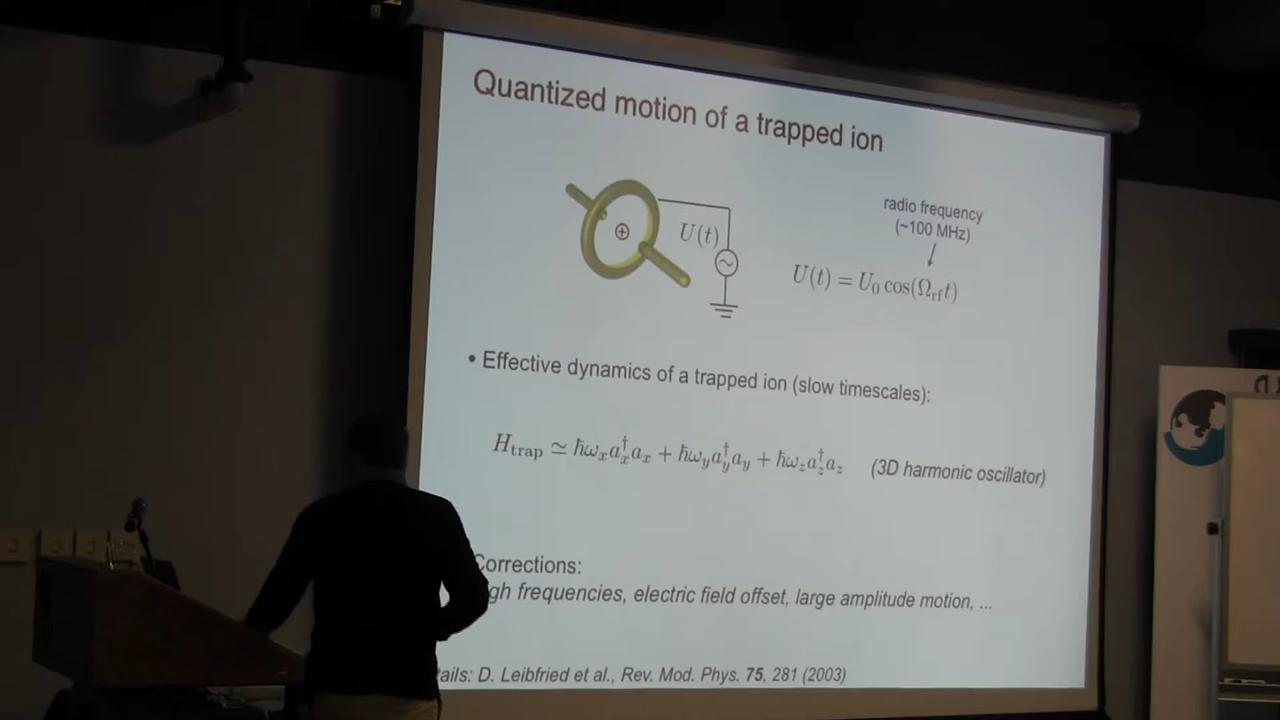 Quantized motion of a trapped ion
radio frequency
(~100 MHz)
U(t)
U(t) = U₀ cos(Ω_rf t)
• Effective dynamics of a trapped ion (slow timescales):
H_trap ≃ ħω_x a_x† a_x + ħω_y a_y† a_y + ħω_z a_z† a_z (3D harmonic oscillator)
Corrections:
gh frequencies, electric field offset, large amplitude motion, ...
ails: D. Leibfried et al., Rev. Mod. Phys. 75, 281 (2003)